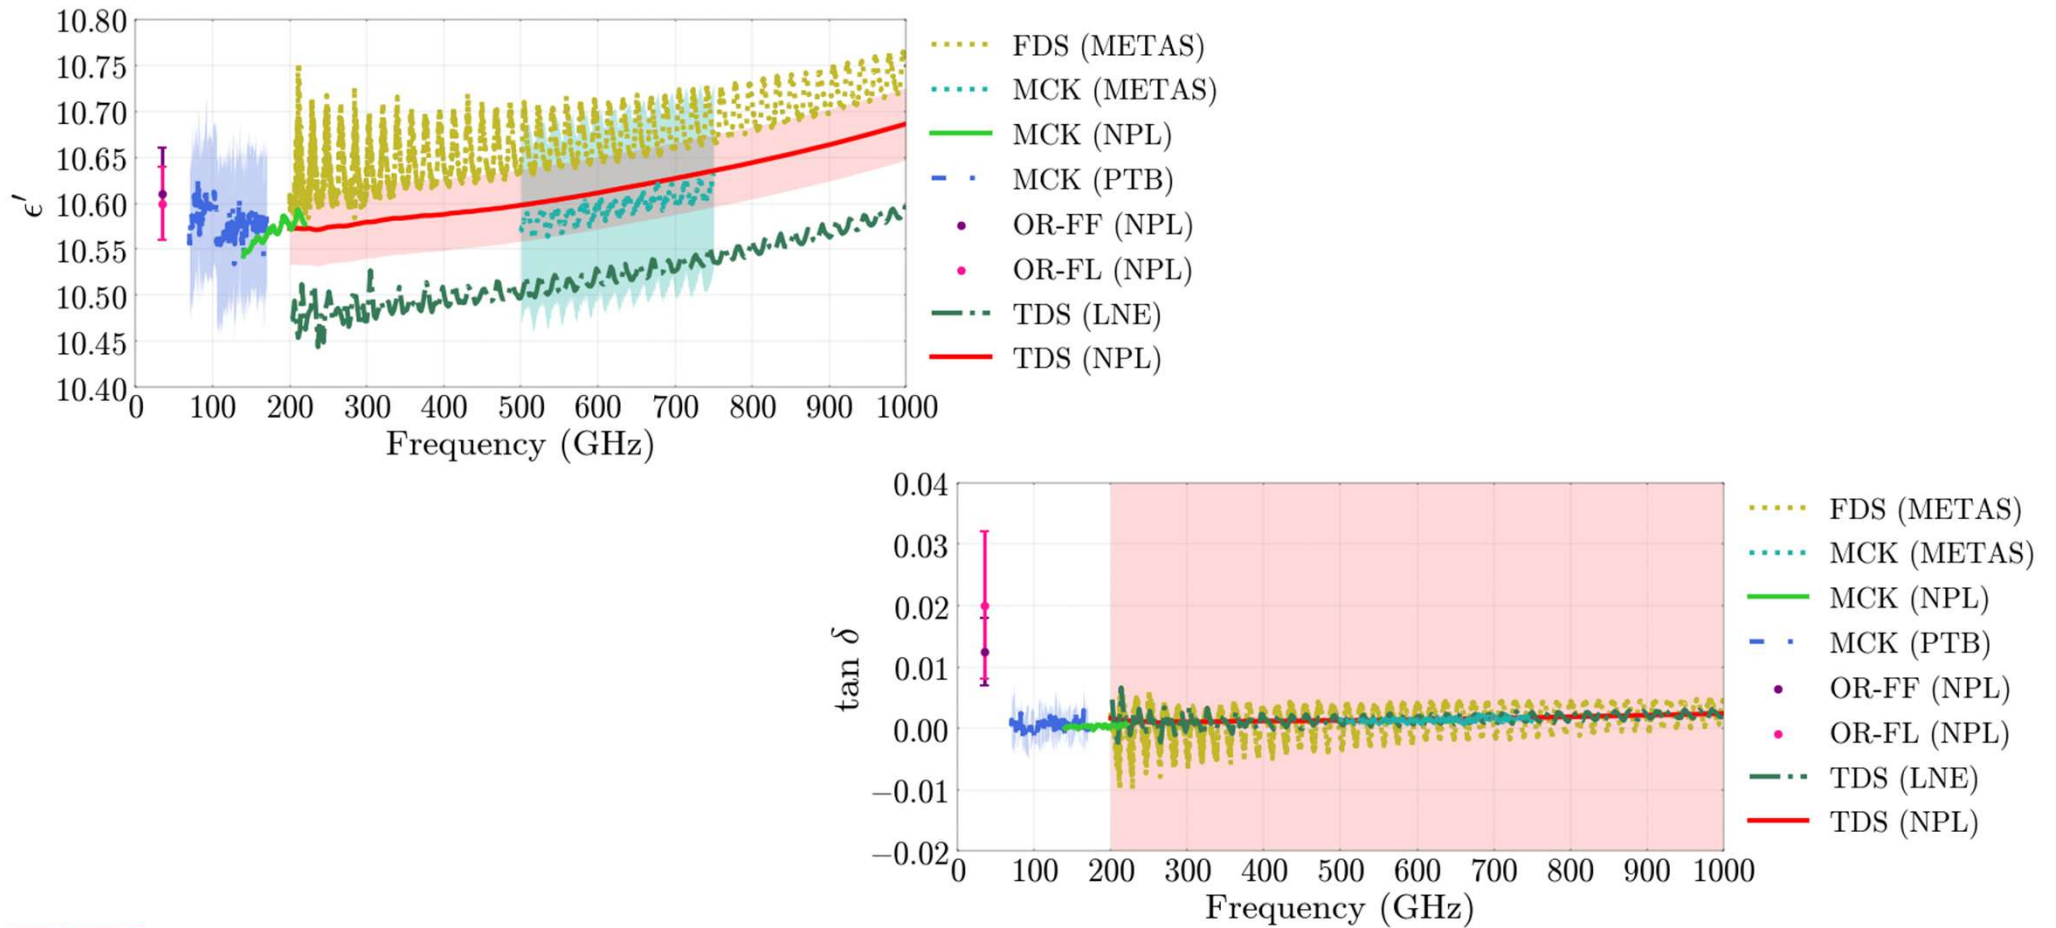 10.80
10.75
10.70
10.65
10.60
10.55
10.50
10.45
10.40
ϵ′
0 100 200 300 400 500 600 700 800 900 1000
Frequency (GHz)
FDS (METAS)
MCK (METAS)
MCK (NPL)
MCK (PTB)
OR-FF (NPL)
OR-FL (NPL)
TDS (LNE)
TDS (NPL)
0.04
0.03
0.02
0.01
0.00
−0.01
−0.02
tan δ
0 100 200 300 400 500 600 700 800 900 1000
Frequency (GHz)
FDS (METAS)
MCK (METAS)
MCK (NPL)
MCK (PTB)
OR-FF (NPL)
OR-FL (NPL)
TDS (LNE)
TDS (NPL)